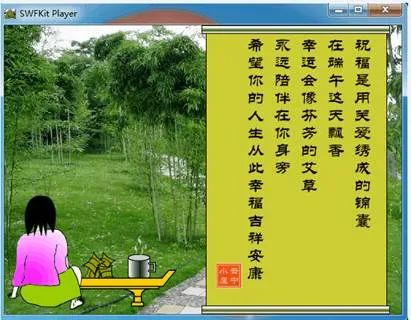 SWFKit Player
祝福是用关爱绣成的锦囊
在端午这天飘香
幸运会像芬芳的艾草
永远陪伴在你身旁
希望你的人生从此幸福吉祥安康